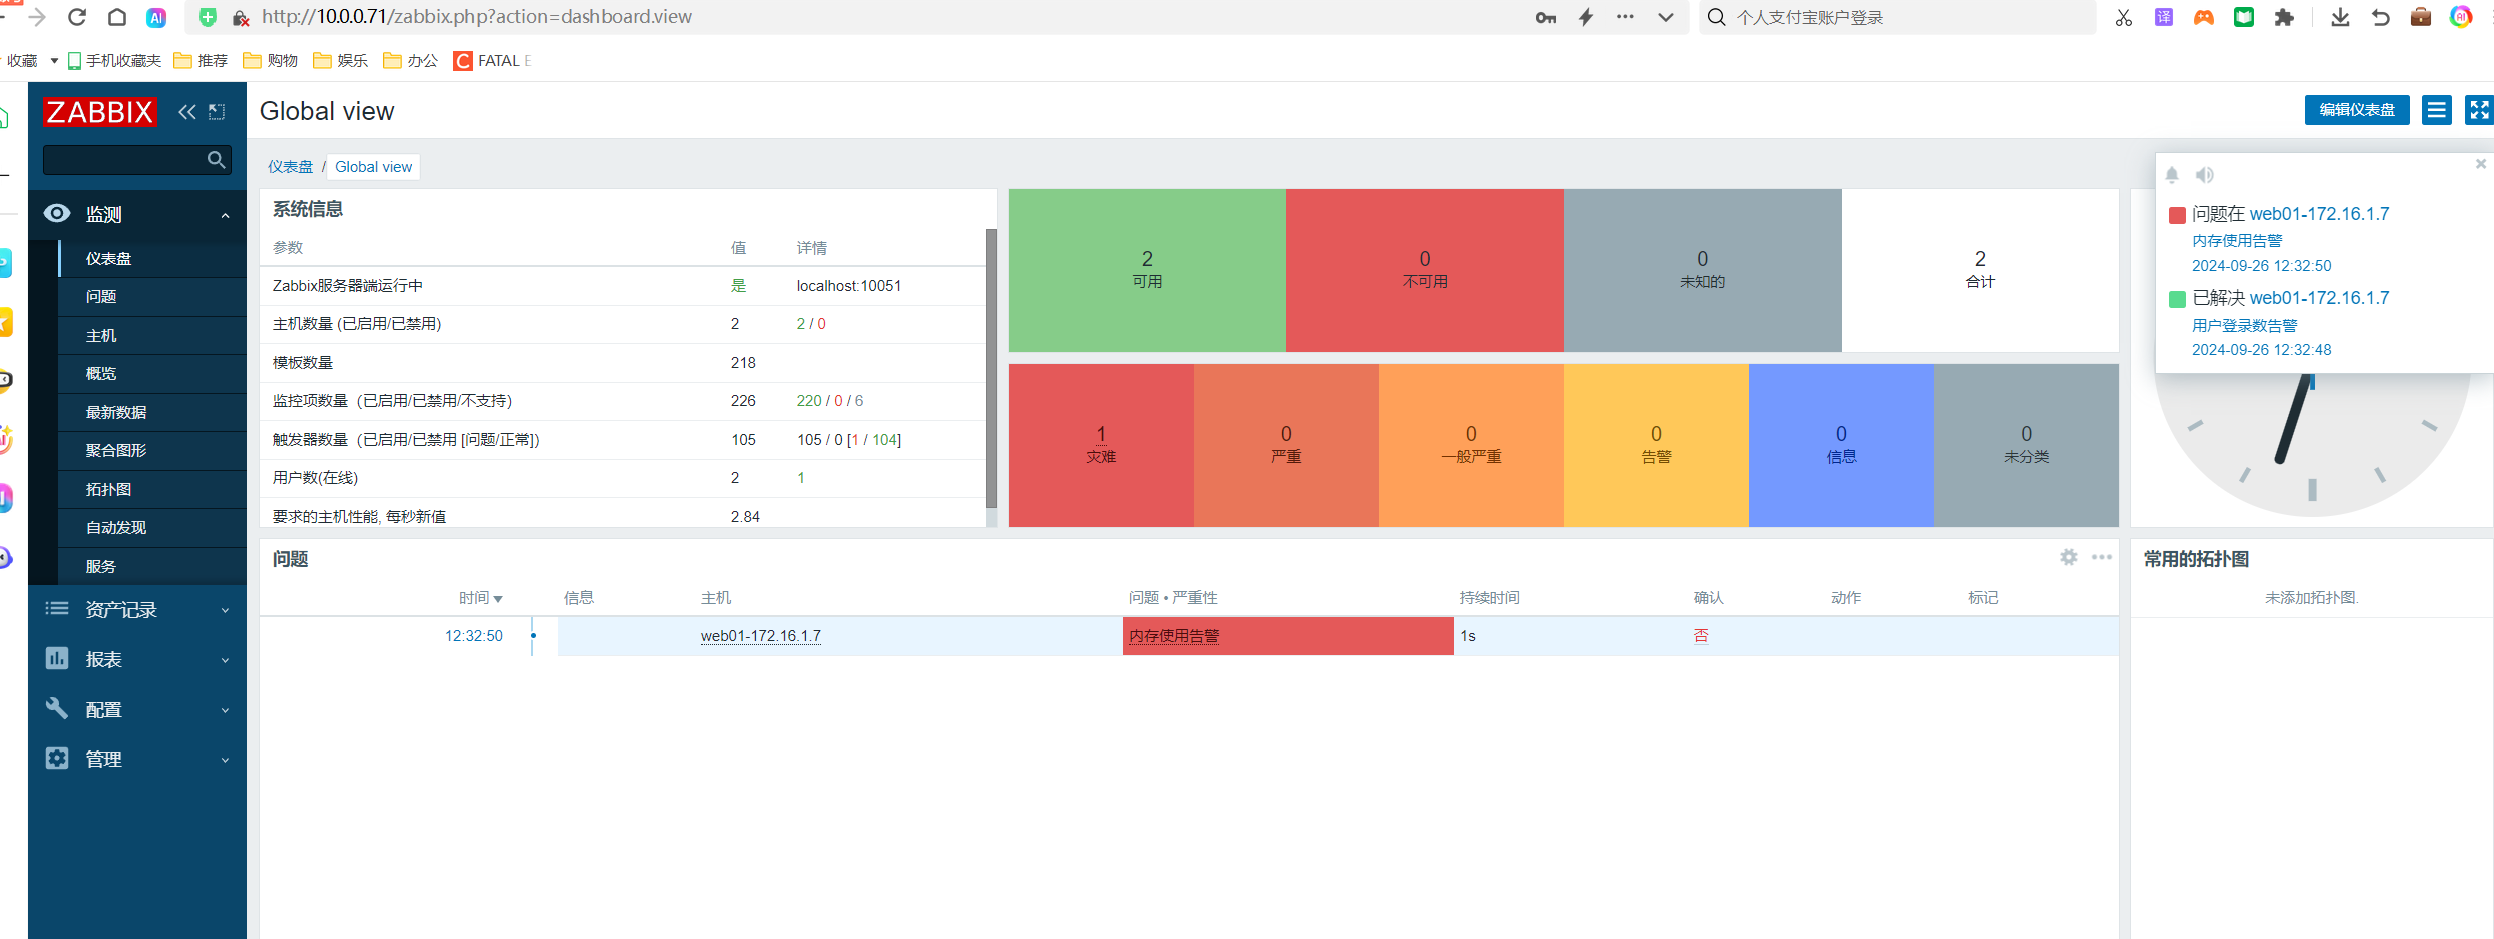 http://10.0.0.71/zabbix.php?action=dashboard.view
个人支付宝账户登录
译
AI
收藏
手机收藏夹
推荐
购物
娱乐
办公
C FATAL E
ZABBIX
Global view
编辑仪表盘
仪表盘 / Global view
监测
仪表盘
问题
主机
概览
最新数据
聚合图形
拓扑图
自动发现
服务
资产记录
报表
配置
管理
系统信息
参数 值 详情
Zabbix服务器端运行中 是 localhost:10051
主机数量 (已启用/已禁用) 2 2 / 0
模板数量 218
监控项数量 (已启用/已禁用/不支持) 226 220 / 0 / 6
触发器数量 (已启用/已禁用 [问题/正常]) 105 105 / 0 [1 / 104]
用户数(在线) 2 1
要求的主机性能, 每秒新值 2.84
2 0 0 2
可用 不可用 未知的 合计
1 0 0 0 0 0
灾难 严重 一般严重 告警 信息 未分类
问题在 web01-172.16.1.7
内存使用告警
2024-09-26 12:32:50
已解决 web01-172.16.1.7
用户登录数告警
2024-09-26 12:32:48
问题
时间 信息 主机 问题 • 严重性 持续时间 确认 动作 标记
12:32:50 web01-172.16.1.7 内存使用告警 1s 否
常用的拓扑图
未添加拓扑图.